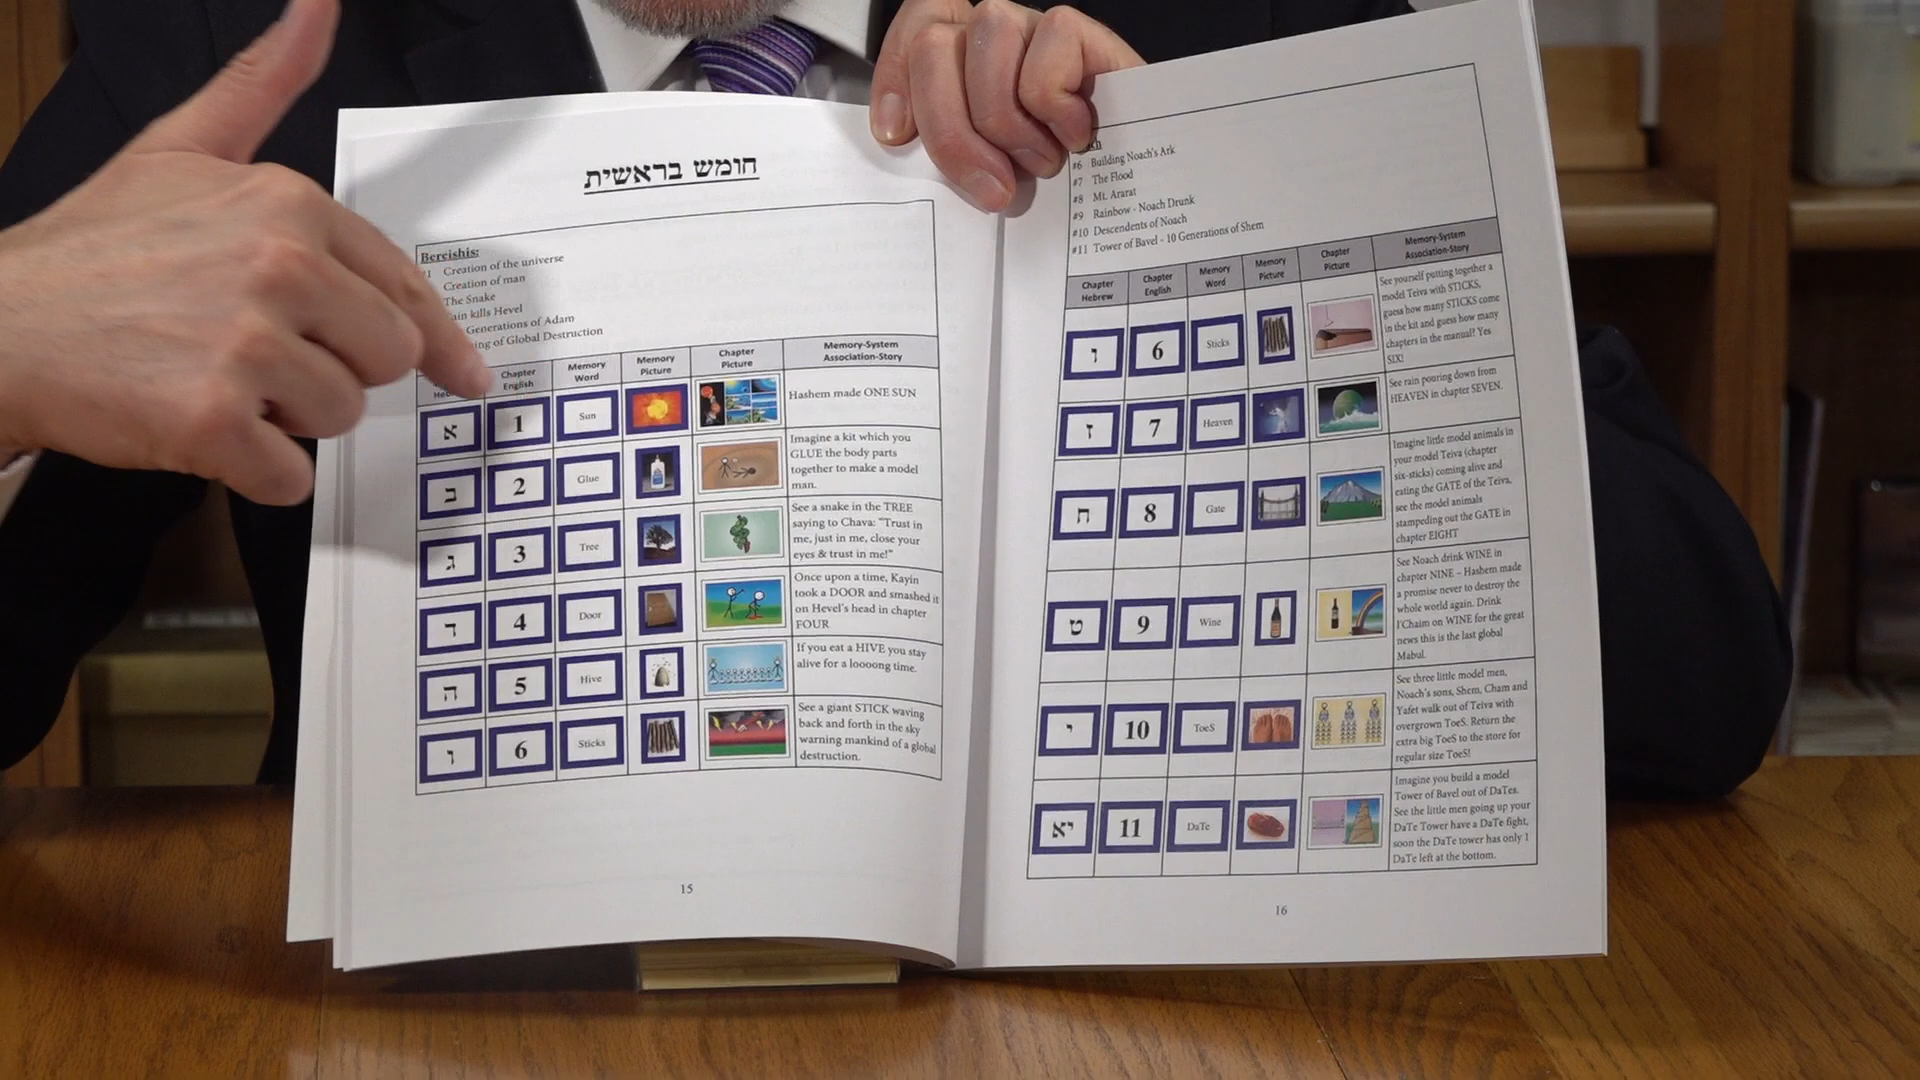 חומש בראשית
Bereishis:
Creation of the universe
Creation of man
The Snake
Kills Hevel
Generations of Adam
of Global Destruction
Chapter English
Memory Word
Memory Picture
Chapter Picture
Memory-System Association-Story
א 1 Sun
Hashem made ONE SUN
ב 2 Glue
Imagine a kit which you
GLUE the body parts
together to make a model
man.
ג 3 Tree
See a snake in the TREE
saying to Chava: "Trust in
me, just in me, close your
eyes & trust in me!"
ד 4 Door
Once upon a time, Kayin
took a DOOR and smashed it
on Hevel's head in chapter
FOUR
ה 5 Hive
If you eat a HIVE you stay
alive for a loooong time.
ו 6 Sticks
See a giant STICK waving
back and forth in the sky
warning mankind of a global
destruction.
15
#6 Building Noach's Ark
#7 The Flood
#8 Mt. Ararat
#9 Rainbow - Noach Drunk
#10 Descendents of Noach
#11 Tower of Bavel - 10 Generations of Shem
Chapter Hebrew
Chapter English
Memory Word
Memory Picture
Chapter Picture
Memory-System Association-Story
ו 6 Sticks
See yourself putting together a
model Teiva with STICKS,
guess how many STICKS come
in the kit and guess how many
chapters in the manual? Yes
SIX!
ז 7 Heaven
See rain pouring down from
HEAVEN in chapter SEVEN.
ח 8 Gate
Imagine little model animals in
your model Teiva (chapter
six-sticks) coming alive and
eating the GATE of the Teiva,
see the model animals
stampeding out the GATE in
chapter EIGHT
ט 9 Wine
See Noach drink WINE in
chapter NINE – Hashem made
a promise never to destroy the
whole world again. Drink
l'Chaim on WINE for the great
news this is the last global
Mabul.
י 10 ToeS
See three little model men,
Noach's sons, Shem, Cham and
Yafet walk out of Teiva with
overgrown ToeS. Return the
extra big ToeS to the store for
regular size ToeS!
יא 11 DaTe
Imagine you build a model
Tower of Bavel out of DaTes.
See the little men going up your
DaTe Tower have a DaTe fight,
soon the DaTe tower has only 1
DaTe left at the bottom.
16